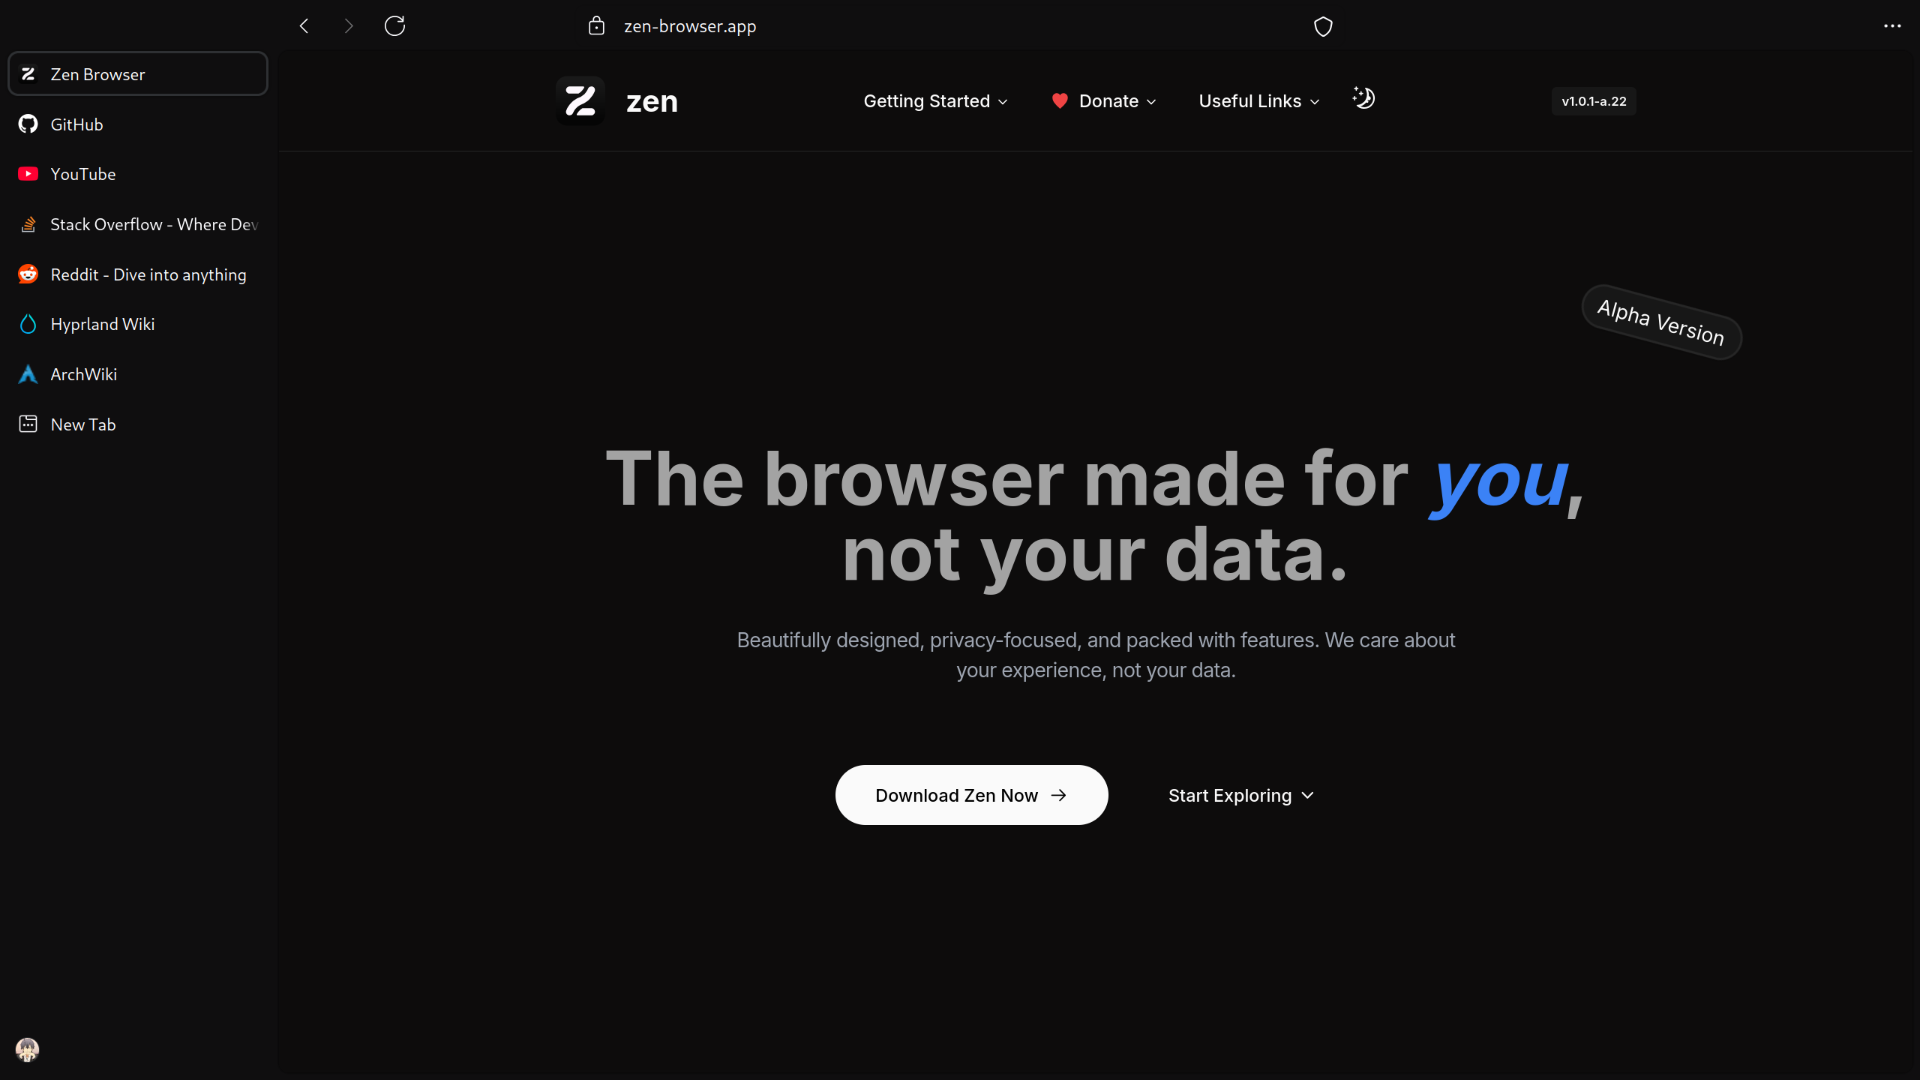 zen-browser.app
Zen Browser
GitHub
YouTube
Stack Overflow - Where Dev
Reddit - Dive into anything
Hyprland Wiki
ArchWiki
New Tab
zen
Getting Started
Donate
Useful Links
v1.0.1-a.22
Alpha Version
The browser made for you,
not your data.
Beautifully designed, privacy-focused, and packed with features. We care about
your experience, not your data.
Download Zen Now
Start Exploring